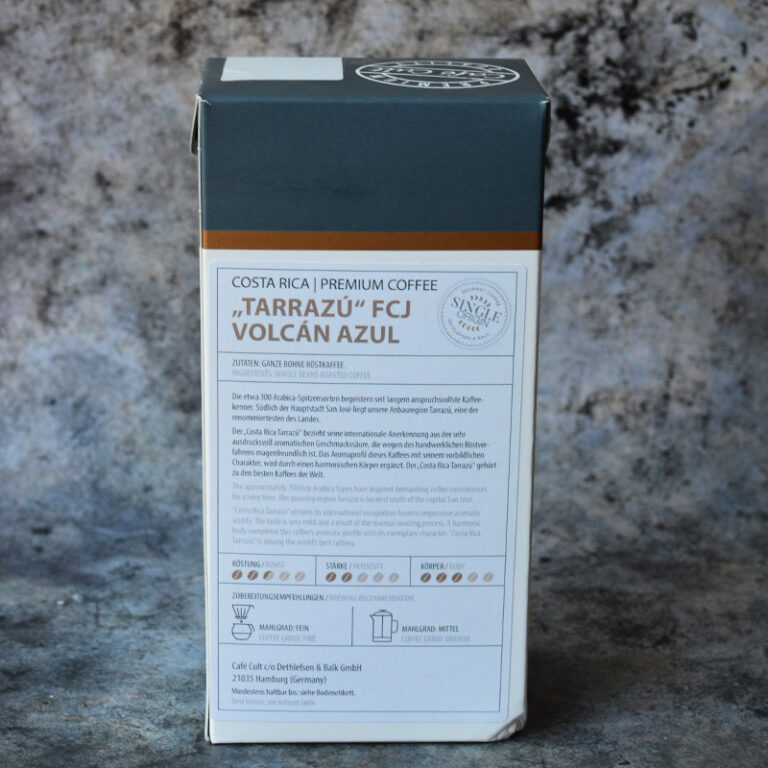 Café Cult
COSTA RICA | PREMIUM COFFEE
„TARRAZÚ“ FCJ
VOLCÁN AZUL
GOURMET COFFEE
SINGLE
ORIGIN
DETHLEFSEN & BALK
ZUTATEN: GANZE BOHNE RÖSTKAFFEE.
INGREDIENTS: WHOLE BEANS ROASTED COFFEE.
Die etwa 300 Arabica-Spitzensorten begeistern seit langem anspruchsvollste Kaffee-
kenner, Südlich der Hauptstadt San José liegt unsere Anbauregion Tarrazú, eine der
renommiertesten des Landes.
Der „Costa Rica Tarrazú“ bezieht seine internationale Anerkennung aus der sehr
ausdrucksvoll aromatischen Geschmackssäure, die wegen des handwerklichen Röstver-
fahrens magenfreundlich ist. Das Aromaprofil dieses Kaffees mit seinem vorbildlichen
Charakter, wird durch einen harmonischen Körper ergänzt. Der „Costa Rica Tarrazú“ gehört
zu den besten Kaffees der Welt.
The approximately 300 top Arabica types have inspired demanding coffee connoisseurs
for a long time. The growing region Tarrazú is located south of the capital San José.
"Costa Rica Tarrazú" obtains its international recognition from its impressive aromatic
acidity. The taste is very mild and a result of the manual roasting process. A harmonic
body completes this coffees aromatic profile with its exemplary character. "Costa Rica
Tarrazú" is among the world's best coffees.
RÖSTUNG / ROAST
STÄRKE / INTENSITY
KÖRPER / BODY
ZUBEREITUNGSEMPFEHLUNGEN / BREWING RECOMMENDATION
MAHLGRAD: FEIN
COFFEE GRIND: FINE
MAHLGRAD: MITTEL
COFFEE GRIND: MEDIUM
Café Cult c/o Dethlefsen & Balk GmbH
21035 Hamburg (Germany)
Mindestens haltbar bis: siehe Bodenetikett.
Best before: see bottom lable